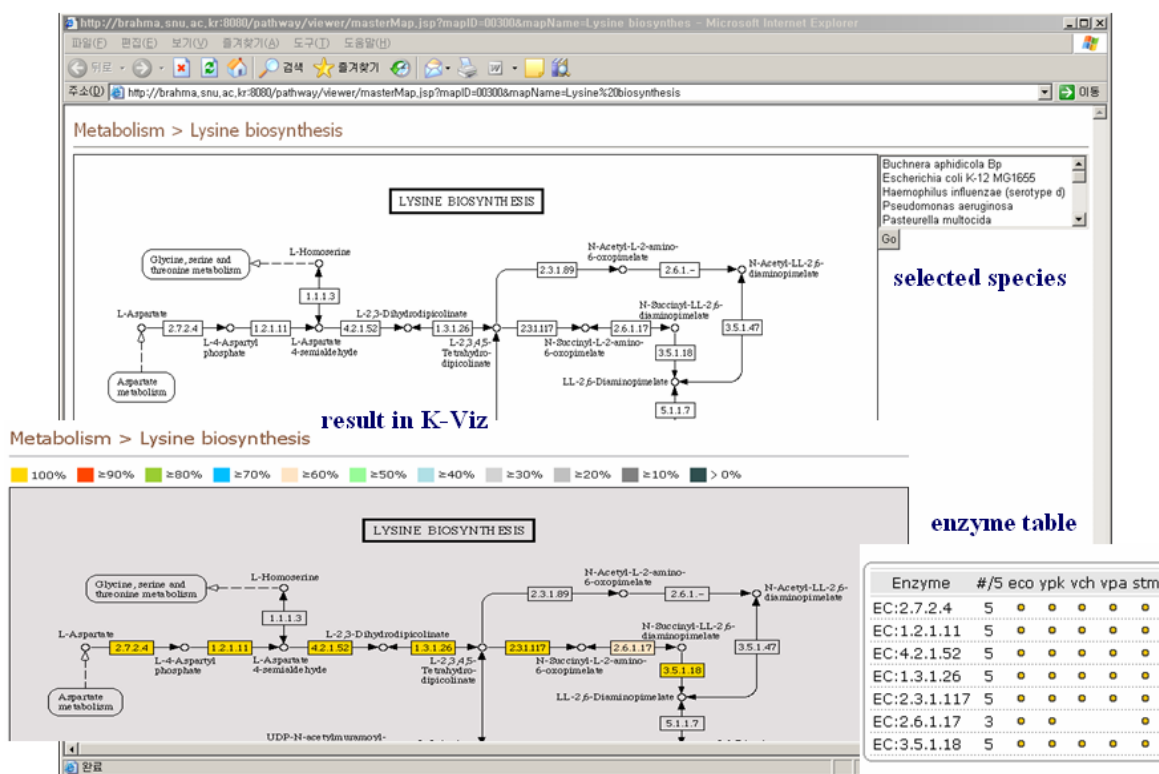 http://brahma.snu.ac.kr:8080/pathway/viewer/masterMap.jsp?mapID=00300&mapName=Lysine biosynthes - Microsoft Internet Explorer
파일(F) 편집(E) 보기(V) 즐겨찾기(A) 도구(T) 도움말(H)
뒤로 검색 즐겨찾기
주소(D) http://brahma.snu.ac.kr:8080/pathway/viewer/masterMap.jsp?mapID=00300&mapName=Lysine%20biosynthesis 이동
Metabolism > Lysine biosynthesis
Buchnera aphidicola Bp
Escherichia coli K-12 MG1655
Haemophilus influenzae (serotype d)
Pseudomonas aeruginosa
Pasteurella multocida
Go
selected species
LYSINE BIOSYNTHESIS
Glycine, serine and
threonine metabolism
L-Homoserine
N-Acetyl-L-2-amino-
6-oxopimelate
N-Acetyl-LL-2,6-
diaminopimelate
2.3.1.89
2.6.1.-
1.1.1.3
L-Aspartate
L-2,3-Dihydrodipicolinate
N-Succinyl-LL-2,6-
diaminopimelate
2.7.2.4
1.2.1.11
4.2.1.52
1.3.1.26
2.3.1.117
2.6.1.17
3.5.1.47
L-4-Aspartyl
phosphate
L-Aspartate
4-semialdehyde
L-2,3,4,5-
Tetrahydro-
dipicolinate
N-Succinyl-L-2-amino-
6-oxopimelate
3.5.1.18
Aspartate
metabolism
LL-2,6-Diaminopimelate
5.1.1.7
result in K-Viz
Metabolism > Lysine biosynthesis
100% ≥90% ≥80% ≥70% ≥60% ≥50% ≥40% ≥30% ≥20% ≥10% > 0%
LYSINE BIOSYNTHESIS
Glycine, serine and
threonine metabolism
L-Homoserine
N-Acetyl-L-2-amino-
6-oxopimelate
N-Acetyl-LL-2,6-
diaminopimelate
2.3.1.89
2.6.1.-
1.1.1.3
L-Aspartate
L-2,3-Dihydrodipicolinate
N-Succinyl-LL-2,6-
diaminopimelate
2.7.2.4
1.2.1.11
4.2.1.52
1.3.1.26
2.3.1.117
2.6.1.17
3.5.1.47
L-4-Aspartyl
phosphate
L-Aspartate
4-semialdehyde
L-2,3,4,5-
Tetrahydro-
dipicolinate
N-Succinyl-L-2-amino-
6-oxopimelate
3.5.1.18
Aspartate
metabolism
LL-2,6-Diaminopimelate
5.1.1.7
UDP-N-acetylmuramoyl-
enzyme table
Enzyme #/5 eco ypk vch vpa stm
EC:2.7.2.4 5
EC:1.2.1.11 5
EC:4.2.1.52 5
EC:1.3.1.26 5
EC:2.3.1.117 5
EC:2.6.1.17 3
EC:3.5.1.18 5
완료